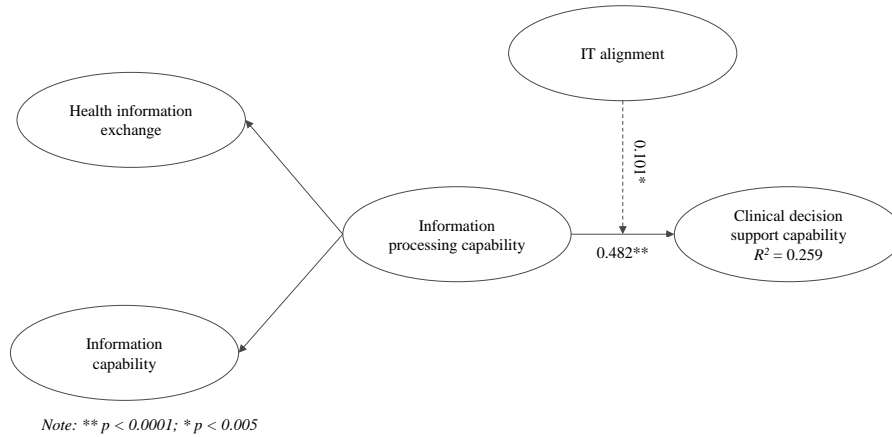 IT alignment
Health information
exchange
0.101*
Information
processing capability
Clinical decision
support capability
R² = 0.259
0.482**
Information
capability
Note: ** p < 0.0001; * p < 0.005